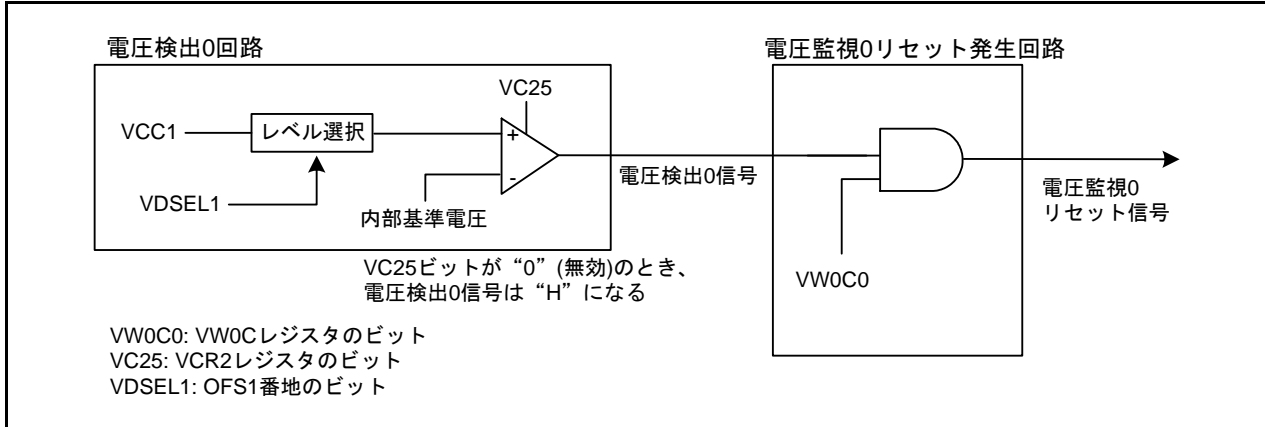 電圧検出0回路
電圧監視0リセット発生回路
VC25
VCC1
レベル選択
+
-
VDSEL1
内部基準電圧
電圧検出0信号
電圧監視0
リセット信号
VW0C0
VC25ビットが“0”(無効)のとき、
電圧検出0信号は“H”になる
VW0C0: VW0Cレジスタのビット
VC25: VCR2レジスタのビット
VDSEL1: OFS1番地のビット